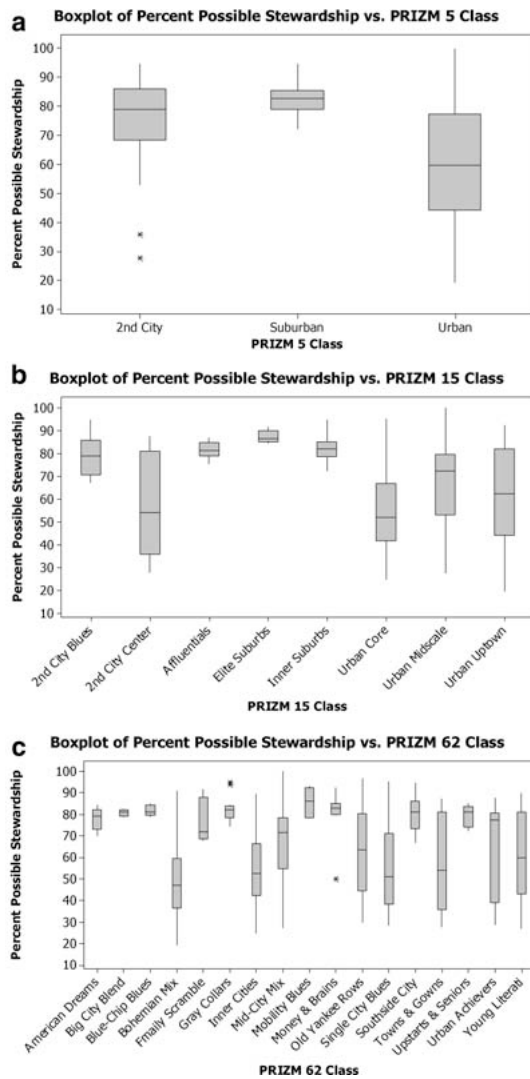 a
Boxplot of Percent Possible Stewardship vs. PRIZM 5 Class
Percent Possible Stewardship
100
90
80
70
60
50
40
30
20
10
2nd City Suburban Urban
PRIZM 5 Class
b
Boxplot of Percent Possible Stewardship vs. PRIZM 15 Class
Percent Possible Stewardship
100
90
80
70
60
50
40
30
20
10
2nd City Blues
2nd City Center
Affluentials
Elite Suburbs
Inner Suburbs
Urban Core
Urban Midscale
Urban Uptown
PRIZM 15 Class
c
Boxplot of Percent Possible Stewardship vs. PRIZM 62 Class
Percent Possible Stewardship
100
90
80
70
60
50
40
30
20
10
American Dreams
Big City Blend
Blue-Chip Blues
Bohemian Mix
Fmaily Scramble
Gray Collars
Inner Cities
Mid-City Mix
Mobility Blues
Money & Brains
Old Yankee Rows
Single City Blues
Southside City
Towns & Gowns
Upstarts & Seniors
Urban Achievers
Young Literati
PRIZM 62 Class